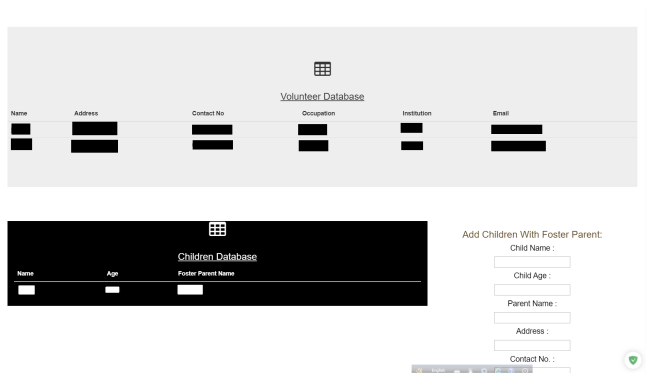 Volunteer Database
Name Address Contact No Occupation Institution Email
Children Database
Name Age Foster Parent Name
Add Children With Foster Parent:
Child Name :
Child Age :
Parent Name :
Address :
Contact No. :
English